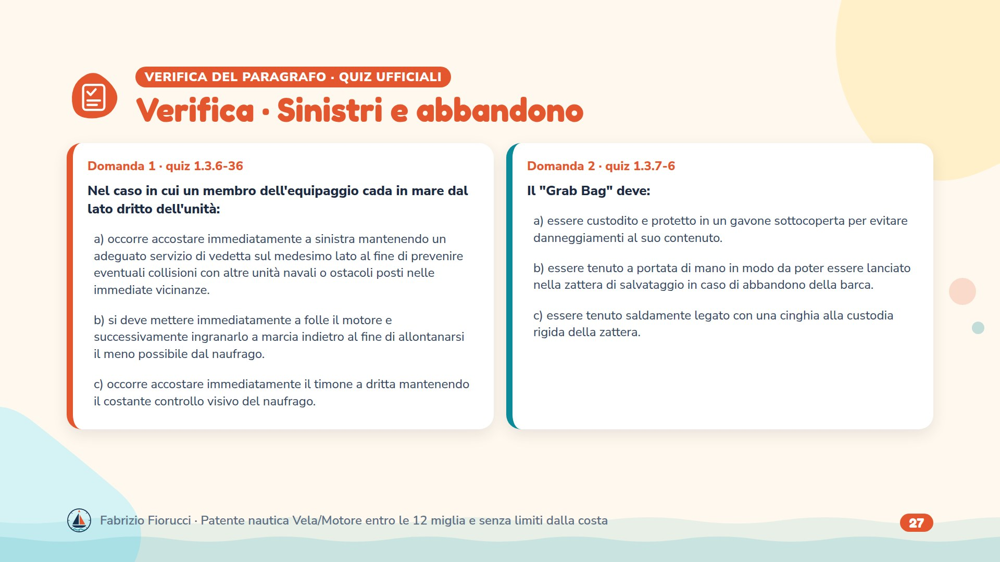 VERIFICA DEL PARAGRAFO · QUIZ UFFICIALI
Verifica · Sinistri e abbandono
Domanda 1 · quiz 1.3.6-36
Nel caso in cui un membro dell'equipaggio cada in mare dal
lato dritto dell'unità:
a) occorre accostare immediatamente a sinistra mantenendo un
adeguato servizio di vedetta sul medesimo lato al fine di prevenire
eventuali collisioni con altre unità navali o ostacoli posti nelle
immediate vicinanze.
b) si deve mettere immediatamente a folle il motore e
successivamente ingranarlo a marcia indietro al fine di allontanarsi
il meno possibile dal naufrago.
c) occorre accostare immediatamente il timone a dritta mantenendo
il costante controllo visivo del naufrago.
Domanda 2 · quiz 1.3.7-6
Il "Grab Bag" deve:
a) essere custodito e protetto in un gavone sottocoperta per evitare
danneggiamenti al suo contenuto.
b) essere tenuto a portata di mano in modo da poter essere lanciato
nella zattera di salvataggio in caso di abbandono della barca.
c) essere tenuto saldamente legato con una cinghia alla custodia
rigida della zattera.
Fabrizio Fiorucci · Patente nautica Vela/Motore entro le 12 miglia e senza limiti dalla costa
27